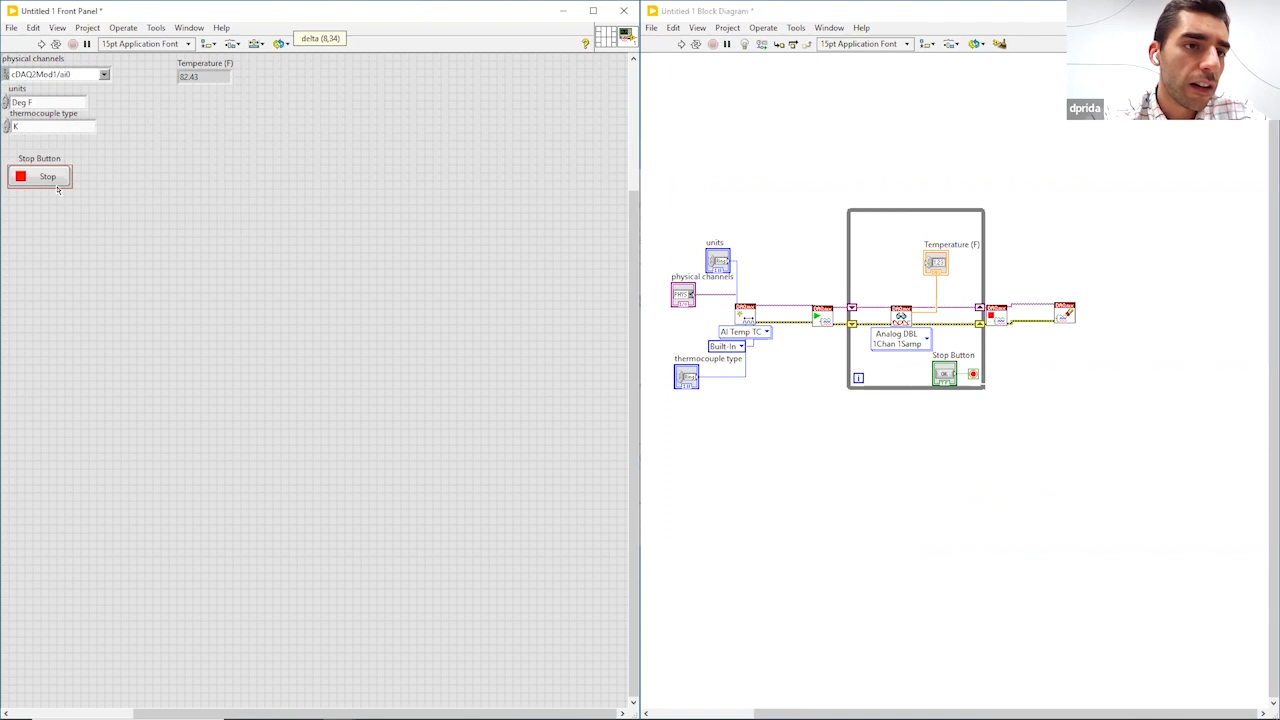 Untitled 1 Front Panel *
File Edit View Project Operate Tools Window Help
15pt Application Font
delta (8,34)
?
physical channels
cDAQ2Mod1/ai0
units
Deg F
thermocouple type
K
Temperature (F)
82.43
Stop Button
Stop
Untitled 1 Block Diagram *
File Edit View Project Operate Tools Window Help
15pt Application Font
dprida
units
physical channels
AI Temp TC
Built-In
thermocouple type
Temperature (F)
1.23
Analog DBL
1Chan 1Samp
Stop Button
OK
i